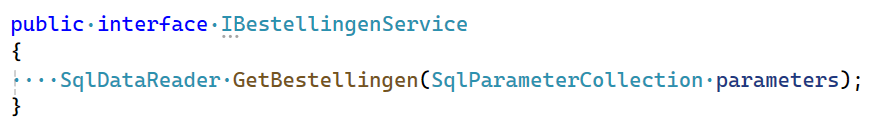 public interface IBestellingenService
{
    SqlDataReader GetBestellingen(SqlParameterCollection parameters);
}